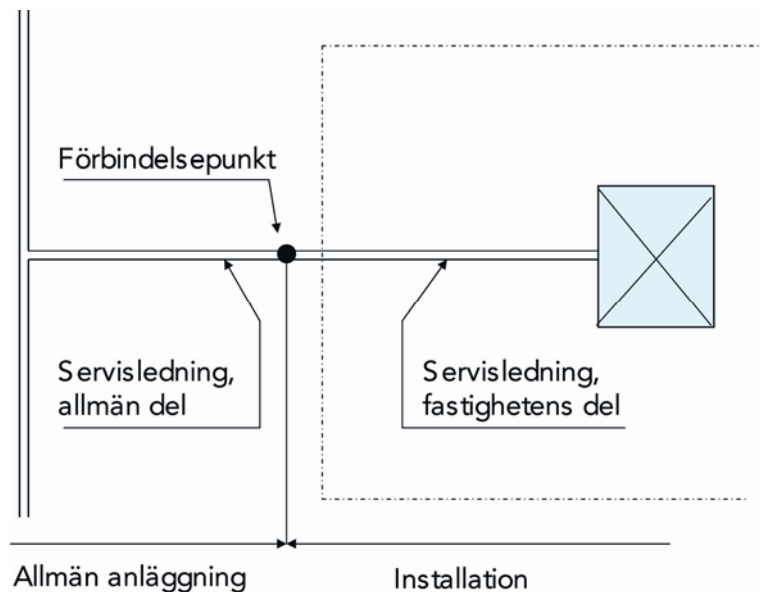 Förbindelsepunkt
Servisledning,
allmän del
Servisledning,
fastighetens del
Allmän anläggning
Installation